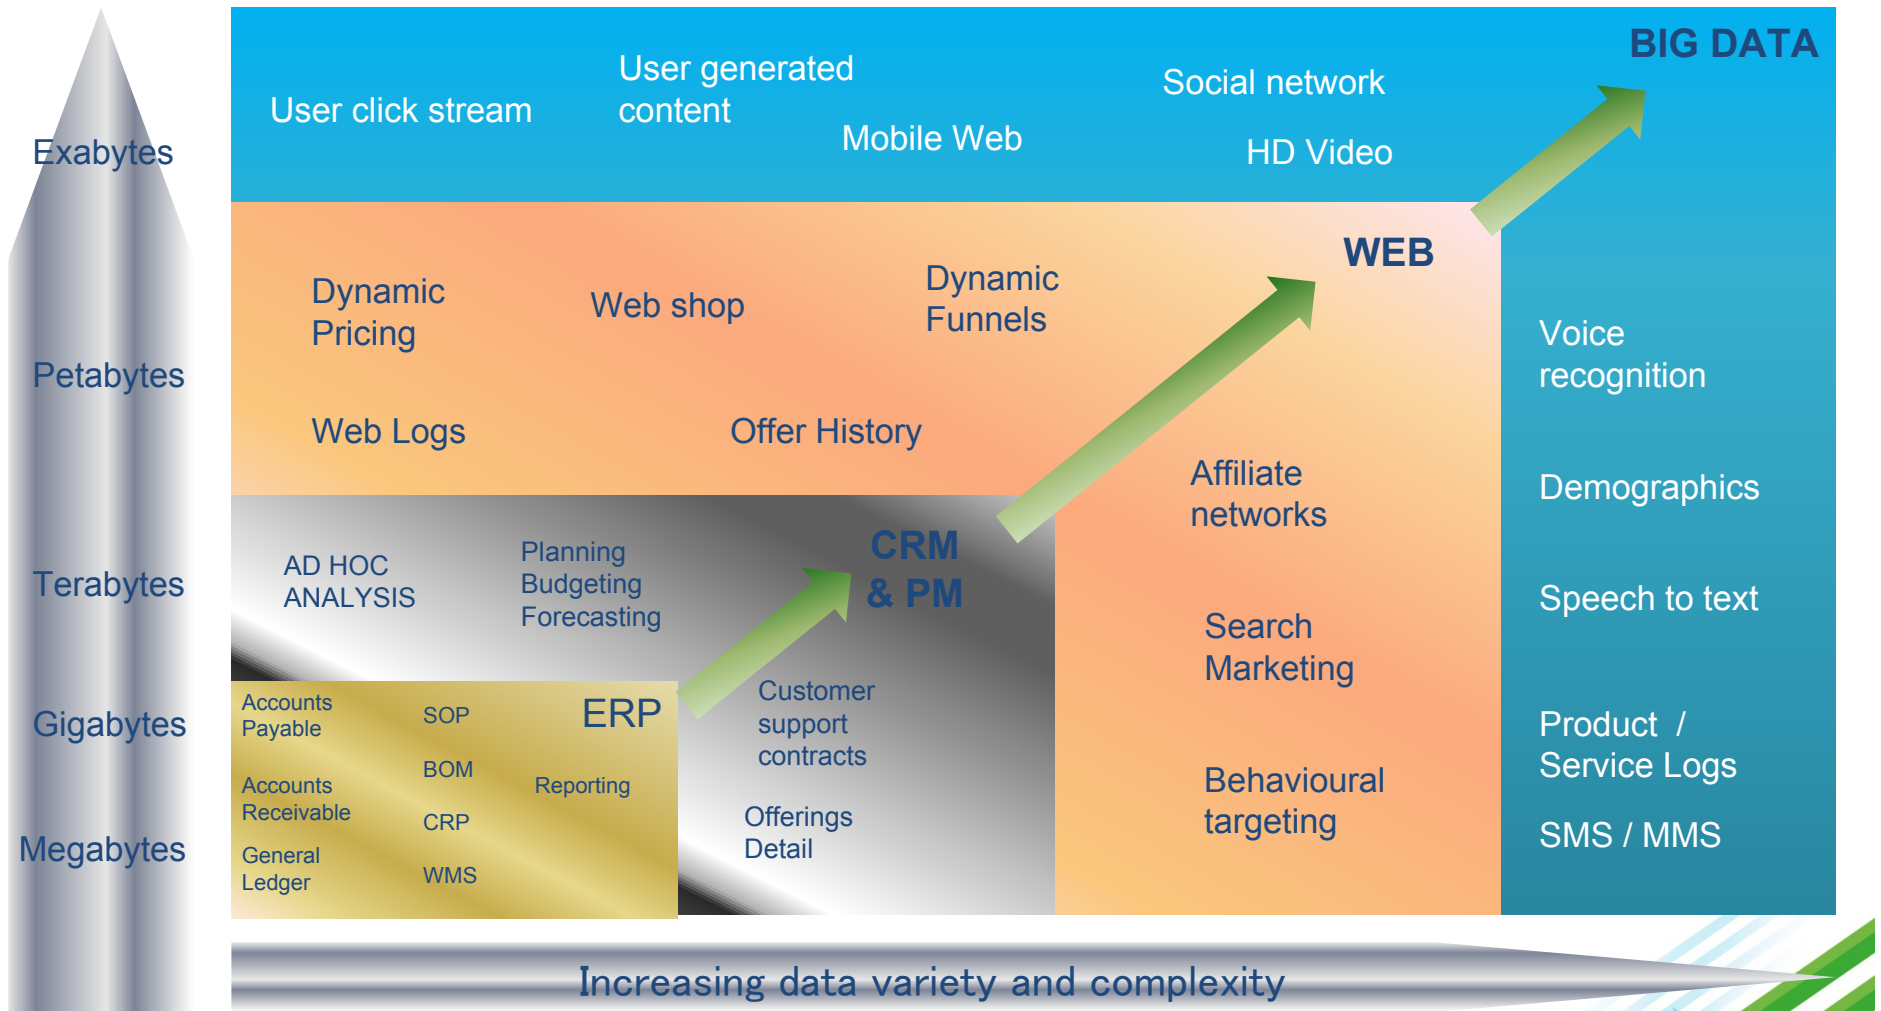 BIG DATA
User click stream
User generated
content
Mobile Web
Social network
HD Video
Exabytes
Petabytes
Terabytes
Gigabytes
Megabytes
WEB
Dynamic
Pricing
Web shop
Dynamic
Funnels
Web Logs
Offer History
Affiliate
networks
Search
Marketing
Behavioural
targeting
Voice
recognition
Demographics
Speech to text
Product /
Service Logs
SMS / MMS
CRM
& PM
AD HOC
ANALYSIS
Planning
Budgeting
Forecasting
Customer
support
contracts
Offerings
Detail
ERP
Accounts
Payable
Accounts
Receivable
General
Ledger
SOP
BOM
CRP
WMS
Reporting
Increasing data variety and complexity